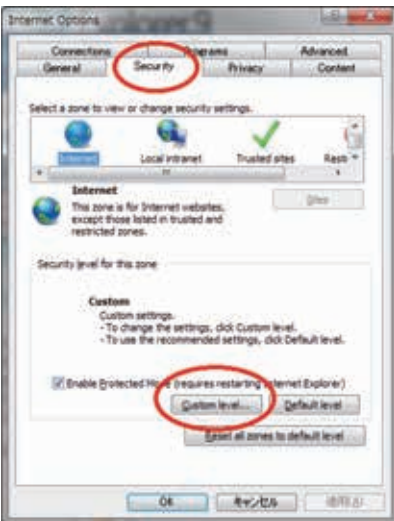 Internet Options
Explorer 9
Connections Programs Advanced
General Security Privacy Content
Select a zone to view or change security settings.
Internet Local intranet Trusted sites Restr
Internet
This zone is for Internet websites,
except those listed in trusted and
restricted zones.
Sites
Security level for this zone
Custom
Custom settings.
- To change the settings, click Custom level.
- To use the recommended settings, click Default level.
Enable Protected Mode (requires restarting Internet Explorer)
Custom level... Default level
Reset all zones to default level
OK キャンセル 適用(A)